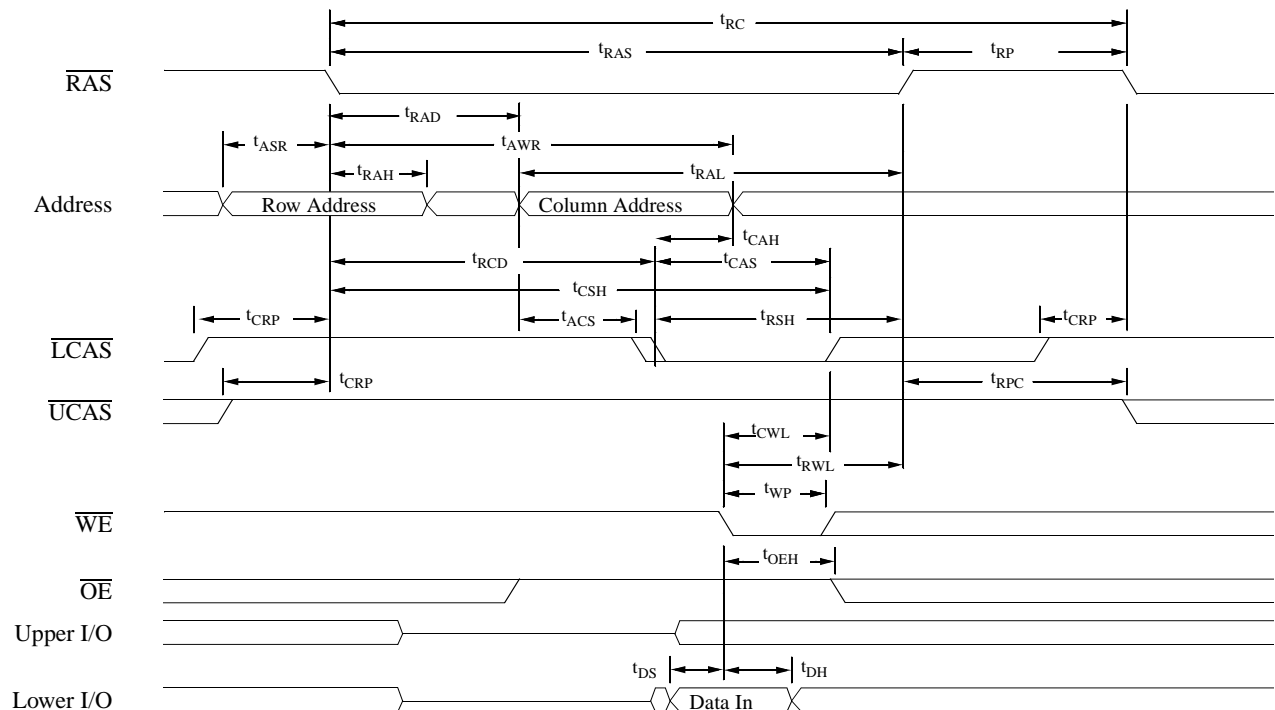 tRC
tRAS
tRP
RAS
tRAD
tASR
tAWR
tRAH
tRAL
Address
Row Address
Column Address
tCAH
tRCD
tCAS
tCSH
tCRP
tACS
tRSH
tCRP
LCAS
tCRP
tRPC
UCAS
tCWL
tRWL
tWP
WE
tOEH
OE
Upper I/O
tDS
tDH
Lower I/O
Data In